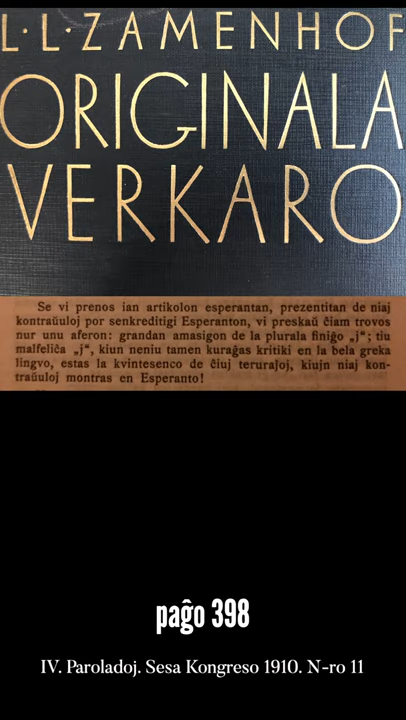 L·L·ZAMENHOF
ORIGINALA
VERKARO
Se vi prenos ian artikolon esperantan, prezentitan de niaj
kontraŭuloj por senkreditigi Esperanton, vi preskaŭ ĉiam trovos
nur unu aferon: grandan amasigon de la plurala finiĝo „j“; tiu
malfeliĉa „j“, kiun neniu tamen kuraĝas kritiki en la bela greka
lingvo, estas la kvintesenco de ĉiuj teruraĵoj, kiujn niaj kon-
traŭuloj montras en Esperanto!
paĝo 398
IV. Paroladoj. Sesa Kongreso 1910. N-ro 11